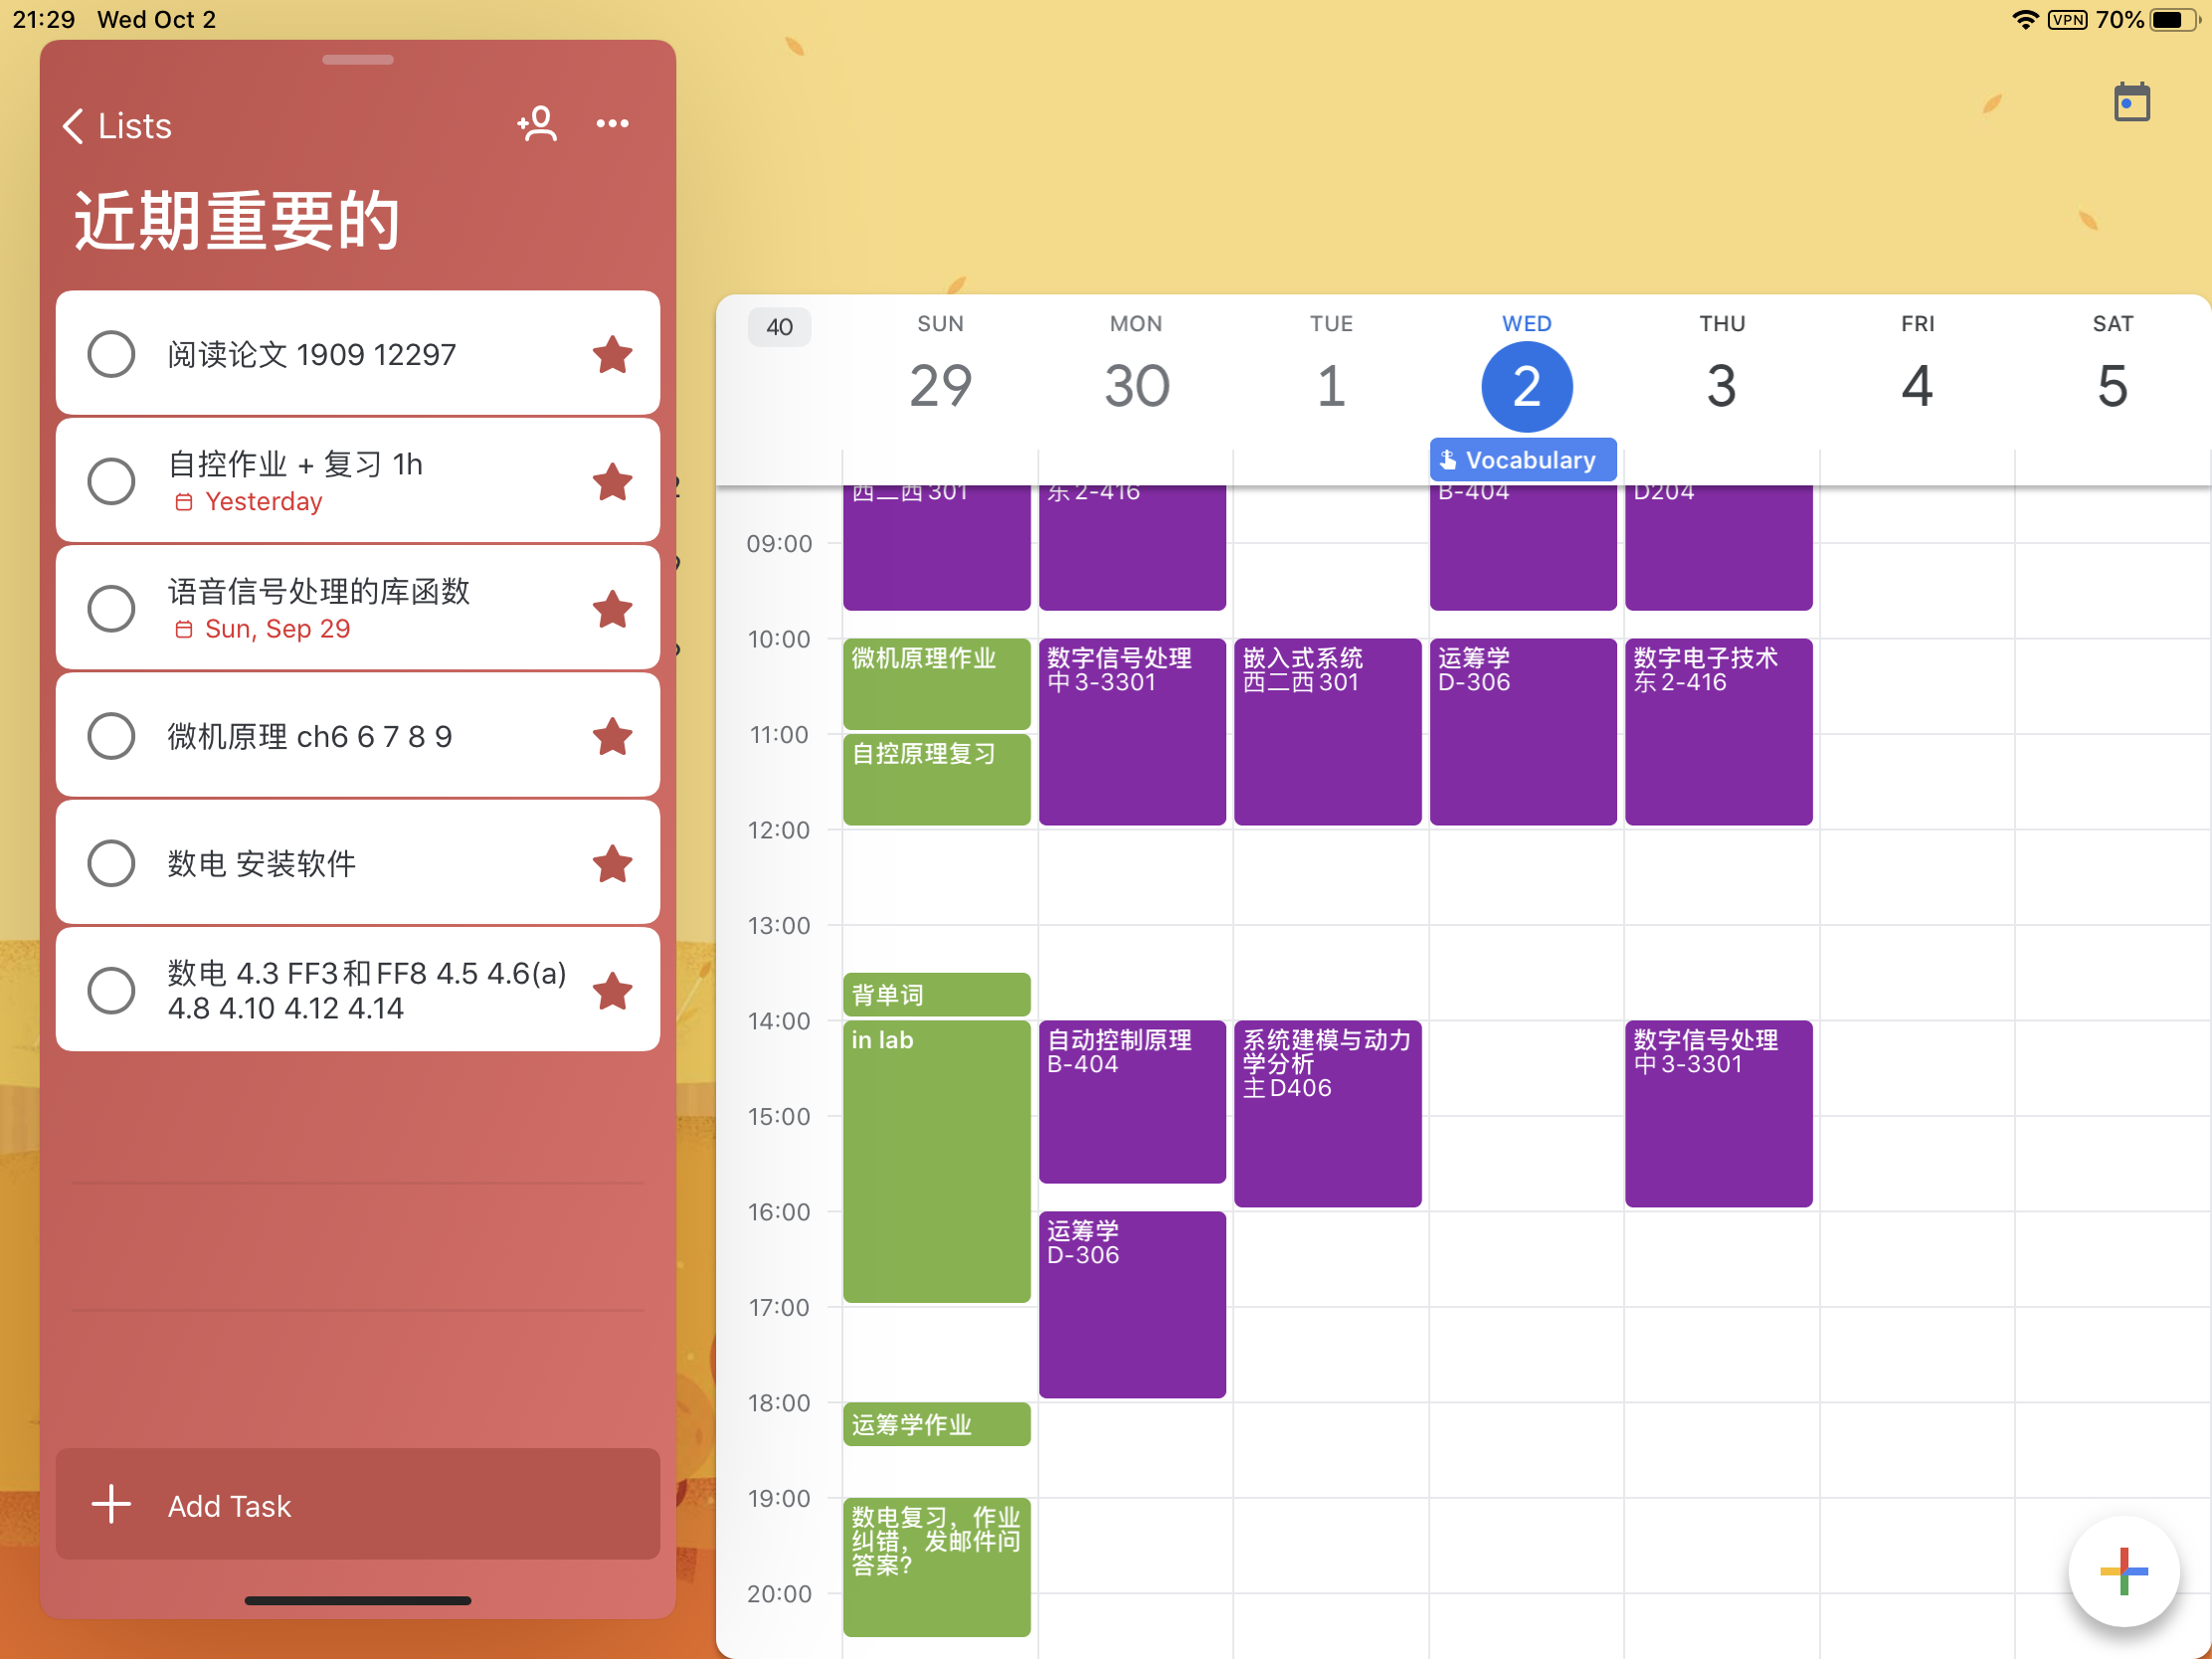 21:29 Wed Oct 2
VPN 70%
Lists
近期重要的
阅读论文 1909 12297
自控作业 + 复习 1h
Yesterday
语音信号处理的库函数
Sun, Sep 29
微机原理 ch6 6 7 8 9
数电 安装软件
数电 4.3 FF3和FF8 4.5 4.6(a)
4.8 4.10 4.12 4.14
Add Task
40
SUN MON TUE WED THU FRI SAT
29 30 1 2 3 4 5
Vocabulary
西二西301
东2-416
B-404
D204
09:00
10:00
11:00
12:00
13:00
14:00
15:00
16:00
17:00
18:00
19:00
20:00
微机原理作业
自控原理复习
背单词
in lab
运筹学作业
数电复习，作业
纠错，发邮件问
答案？
数字信号处理
中3-3301
自动控制原理
B-404
运筹学
D-306
嵌入式系统
西二西301
系统建模与动力
学分析
主D406
运筹学
D-306
数字电子技术
东2-416
数字信号处理
中3-3301